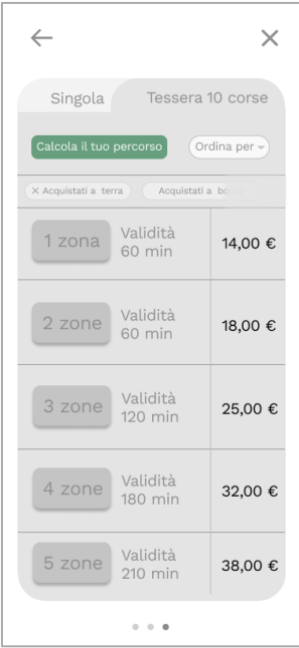 Singola
Tessera 10 corse
Calcola il tuo percorso
Ordina per
× Acquistati a terra
Acquistati a
1 zona
Validità
60 min
14,00 €
2 zone
Validità
60 min
18,00 €
3 zone
Validità
120 min
25,00 €
4 zone
Validità
180 min
32,00 €
5 zone
Validità
210 min
38,00 €